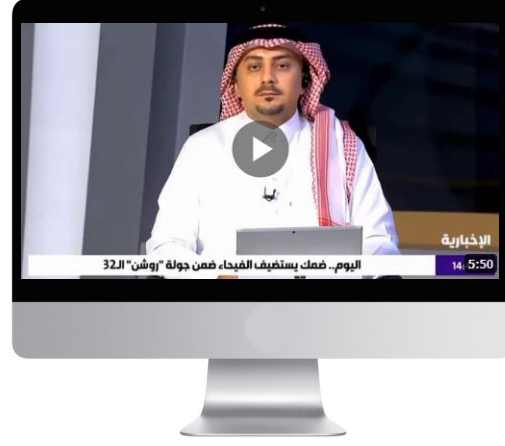 الإخبارية
اليوم.. ضمك يستضيف الفيحاء ضمن جولة "روشن" الـ32
14:
5:50